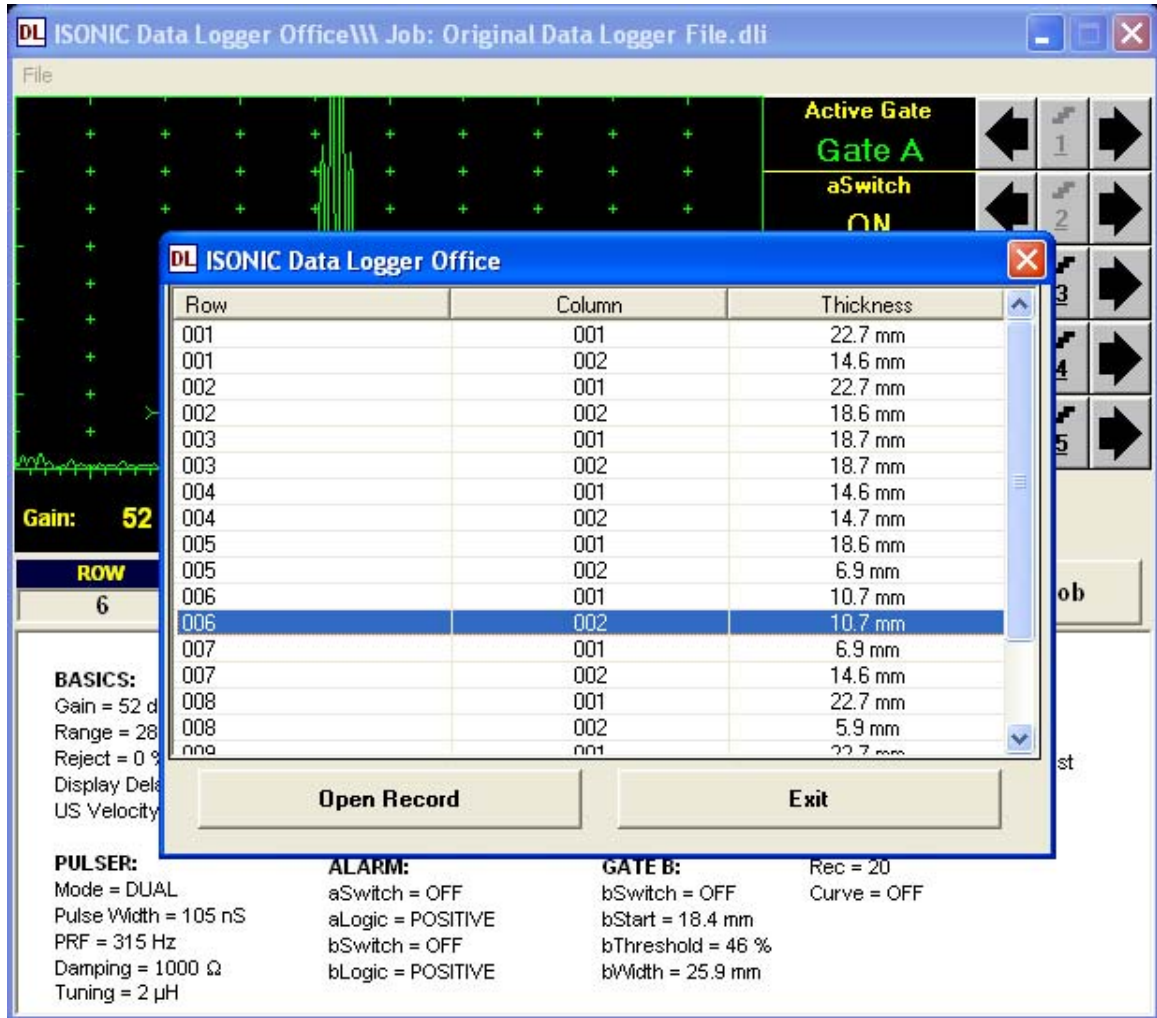 DL ISONIC Data Logger Office\\\ Job: Original Data Logger File.dli
File
Active Gate
Gate A
1
aSwitch
ON
2
3
4
5
DL ISONIC Data Logger Office
Row Column Thickness
001 001 22.7 mm
001 002 14.6 mm
002 001 22.7 mm
002 002 18.6 mm
003 001 18.7 mm
003 002 18.7 mm
004 001 14.6 mm
004 002 14.7 mm
005 001 18.6 mm
005 002 6.9 mm
006 001 10.7 mm
006 002 10.7 mm
007 001 6.9 mm
007 002 14.6 mm
008 001 22.7 mm
008 002 5.9 mm
009 001 22.7 mm
Open Record Exit
Gain: 52
ROW
6
ob
BASICS:
Gain = 52 d
Range = 28
Reject = 0 %
Display Dela
US Velocity
st
PULSER:
Mode = DUAL
Pulse Width = 105 nS
PRF = 315 Hz
Damping = 1000 Ω
Tuning = 2 µH
ALARM:
aSwitch = OFF
aLogic = POSITIVE
bSwitch = OFF
bLogic = POSITIVE
GATE B:
bSwitch = OFF
bStart = 18.4 mm
bThreshold = 46 %
bWidth = 25.9 mm
Rec = 20
Curve = OFF